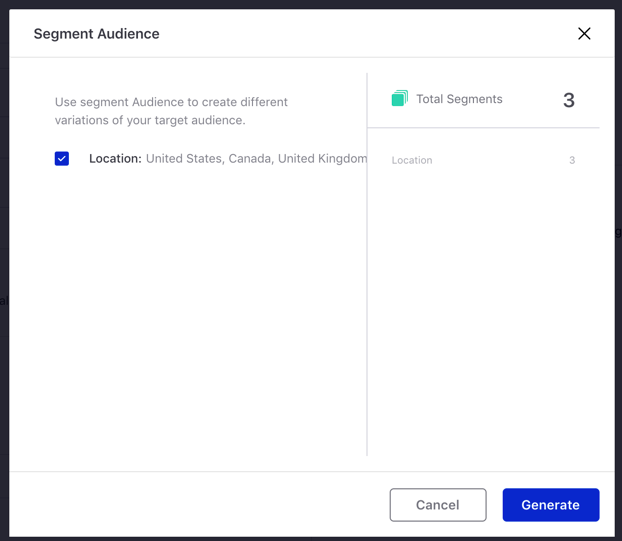 Segment Audience
Use segment Audience to create different
variations of your target audience.
Location: United States, Canada, United Kingdom
Total Segments 3
Location 3
Cancel
Generate